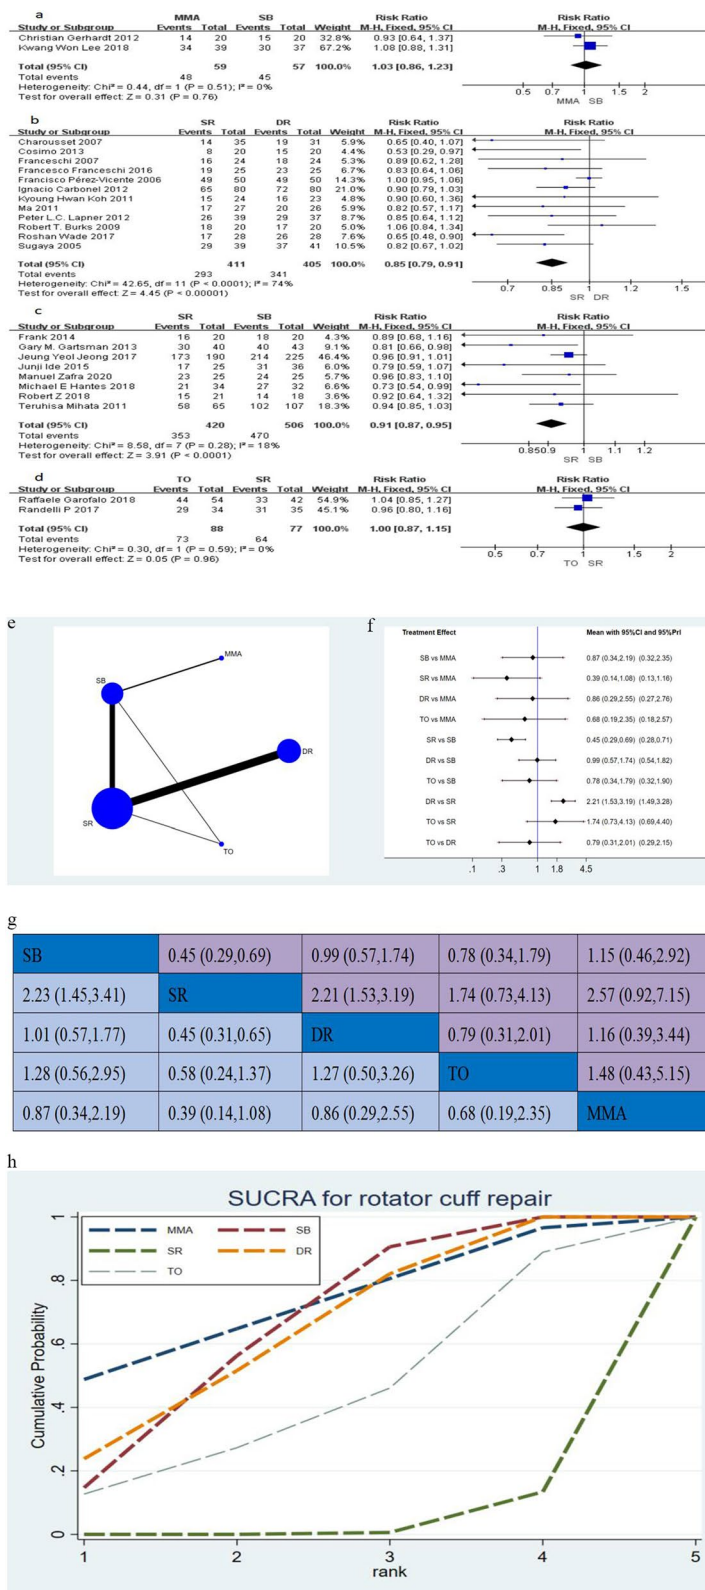 a
MMA SB Risk Ratio Risk Ratio
Study or Subgroup Events Total Events Total Weight M-H, Fixed, 95% CI M-H, Fixed, 95% CI
Christian Gerhardt 2012 14 20 15 20 32.8% 0.93 [0.64, 1.37]
Kwang Won Lee 2018 34 39 30 37 67.2% 1.08 [0.88, 1.31]
Total (95% CI) 59 57 100.0% 1.03 [0.86, 1.23]
Total events 48 45
Heterogeneity: Chi² = 0.44, df = 1 (P = 0.51); I² = 0%
Test for overall effect: Z = 0.31 (P = 0.76)
0.5 0.7 1 1.5 2
MMA SB
b
SR DR Risk Ratio Risk Ratio
Study or Subgroup Events Total Events Total Weight M-H, Fixed, 95% CI M-H, Fixed, 95% CI
Charousset 2007 14 35 19 31 5.9% 0.65 [0.40, 1.07]
Cosimo 2013 8 20 15 20 4.4% 0.53 [0.29, 0.97]
Franceschi 2007 16 24 18 24 5.3% 0.89 [0.62, 1.28]
Francesco Franceschi 2016 19 25 23 25 6.7% 0.83 [0.64, 1.06]
Francisco Pérez-Vicente 2006 49 50 49 50 14.3% 1.00 [0.95, 1.06]
Ignacio Carbonel 2012 65 80 72 80 21.0% 0.90 [0.79, 1.03]
Kyoung Hwan Koh 2011 15 24 16 23 4.8% 0.90 [0.60, 1.36]
Ma 2011 17 27 20 26 5.9% 0.82 [0.57, 1.17]
Peter L.C. Lapner 2012 26 39 29 37 8.7% 0.85 [0.64, 1.12]
Robert T. Burks 2009 18 20 17 20 5.0% 1.06 [0.84, 1.34]
Roshan Wade 2017 17 28 26 28 7.6% 0.65 [0.48, 0.90]
Sugaya 2005 29 39 37 41 10.5% 0.82 [0.67, 1.02]
Total (95% CI) 411 405 100.0% 0.85 [0.79, 0.91]
Total events 293 341
Heterogeneity: Chi² = 42.65, df = 11 (P < 0.0001); I² = 74%
Test for overall effect: Z = 4.45 (P < 0.00001)
0.7 0.85 1 1.2 1.5
SR DR
c
SR SB Risk Ratio Risk Ratio
Study or Subgroup Events Total Events Total Weight M-H, Fixed, 95% CI M-H, Fixed, 95% CI
Frank 2014 16 20 18 20 4.3% 0.89 [0.68, 1.16]
Gary M. Gartsman 2013 30 40 40 43 9.1% 0.81 [0.66, 0.98]
Jeung Yeol Jeong 2017 173 190 214 225 46.4% 0.96 [0.91, 1.01]
Junji Ide 2015 17 25 31 36 6.0% 0.79 [0.59, 1.07]
Manuel Zafra 2020 23 25 24 25 5.7% 0.96 [0.83, 1.10]
Michael E Hantes 2018 21 34 27 32 6.6% 0.73 [0.54, 0.99]
Robert Z 2018 15 21 14 18 3.6% 0.92 [0.64, 1.32]
Teruhisa Mihata 2011 58 65 102 107 18.3% 0.94 [0.85, 1.03]
Total (95% CI) 420 506 100.0% 0.91 [0.87, 0.95]
Total events 353 470
Heterogeneity: Chi² = 8.58, df = 7 (P = 0.28); I² = 18%
Test for overall effect: Z = 3.91 (P < 0.0001)
0.85 0.9 1 1.1 1.2
SR SB
d
TO SR Risk Ratio Risk Ratio
Study or Subgroup Events Total Events Total Weight M-H, Fixed, 95% CI M-H, Fixed, 95% CI
Raffaele Garofalo 2018 44 54 33 42 54.9% 1.04 [0.85, 1.27]
Randelli P 2017 29 34 31 35 45.1% 0.96 [0.80, 1.16]
Total (95% CI) 88 77 100.0% 1.00 [0.87, 1.15]
Total events 73 64
Heterogeneity: Chi² = 0.30, df = 1 (P = 0.59); I² = 0%
Test for overall effect: Z = 0.05 (P = 0.96)
0.5 0.7 1 1.5 2
TO SR
e
MMA
SB
DR
SR
TO
f
Treatment Effect Mean with 95%CI and 95%PrI
SB vs MMA 0.87 (0.34,2.19) (0.32,2.35)
SR vs MMA 0.39 (0.14,1.08) (0.13,1.16)
DR vs MMA 0.86 (0.29,2.55) (0.27,2.76)
TO vs MMA 0.68 (0.19,2.35) (0.18,2.57)
SR vs SB 0.45 (0.29,0.69) (0.28,0.71)
DR vs SB 0.99 (0.57,1.74) (0.54,1.82)
TO vs SB 0.78 (0.34,1.79) (0.32,1.90)
DR vs SR 2.21 (1.53,3.19) (1.49,3.28)
TO vs SR 1.74 (0.73,4.13) (0.69,4.40)
TO vs DR 0.79 (0.31,2.01) (0.29,2.15)
.1 .3 1 1.8 4.5
g
SB 0.45 (0.29,0.69) 0.99 (0.57,1.74) 0.78 (0.34,1.79) 1.15 (0.46,2.92)
2.23 (1.45,3.41) SR 2.21 (1.53,3.19) 1.74 (0.73,4.13) 2.57 (0.92,7.15)
1.01 (0.57,1.77) 0.45 (0.31,0.65) DR 0.79 (0.31,2.01) 1.16 (0.39,3.44)
1.28 (0.56,2.95) 0.58 (0.24,1.37) 1.27 (0.50,3.26) TO 1.48 (0.43,5.15)
0.87 (0.34,2.19) 0.39 (0.14,1.08) 0.86 (0.29,2.55) 0.68 (0.19,2.35) MMA
h
SUCRA for rotator cuff repair
MMA SB
SR DR
TO
Cumulative Probability
1
.8
.6
.4
.2
0
1 2 3 4 5
rank